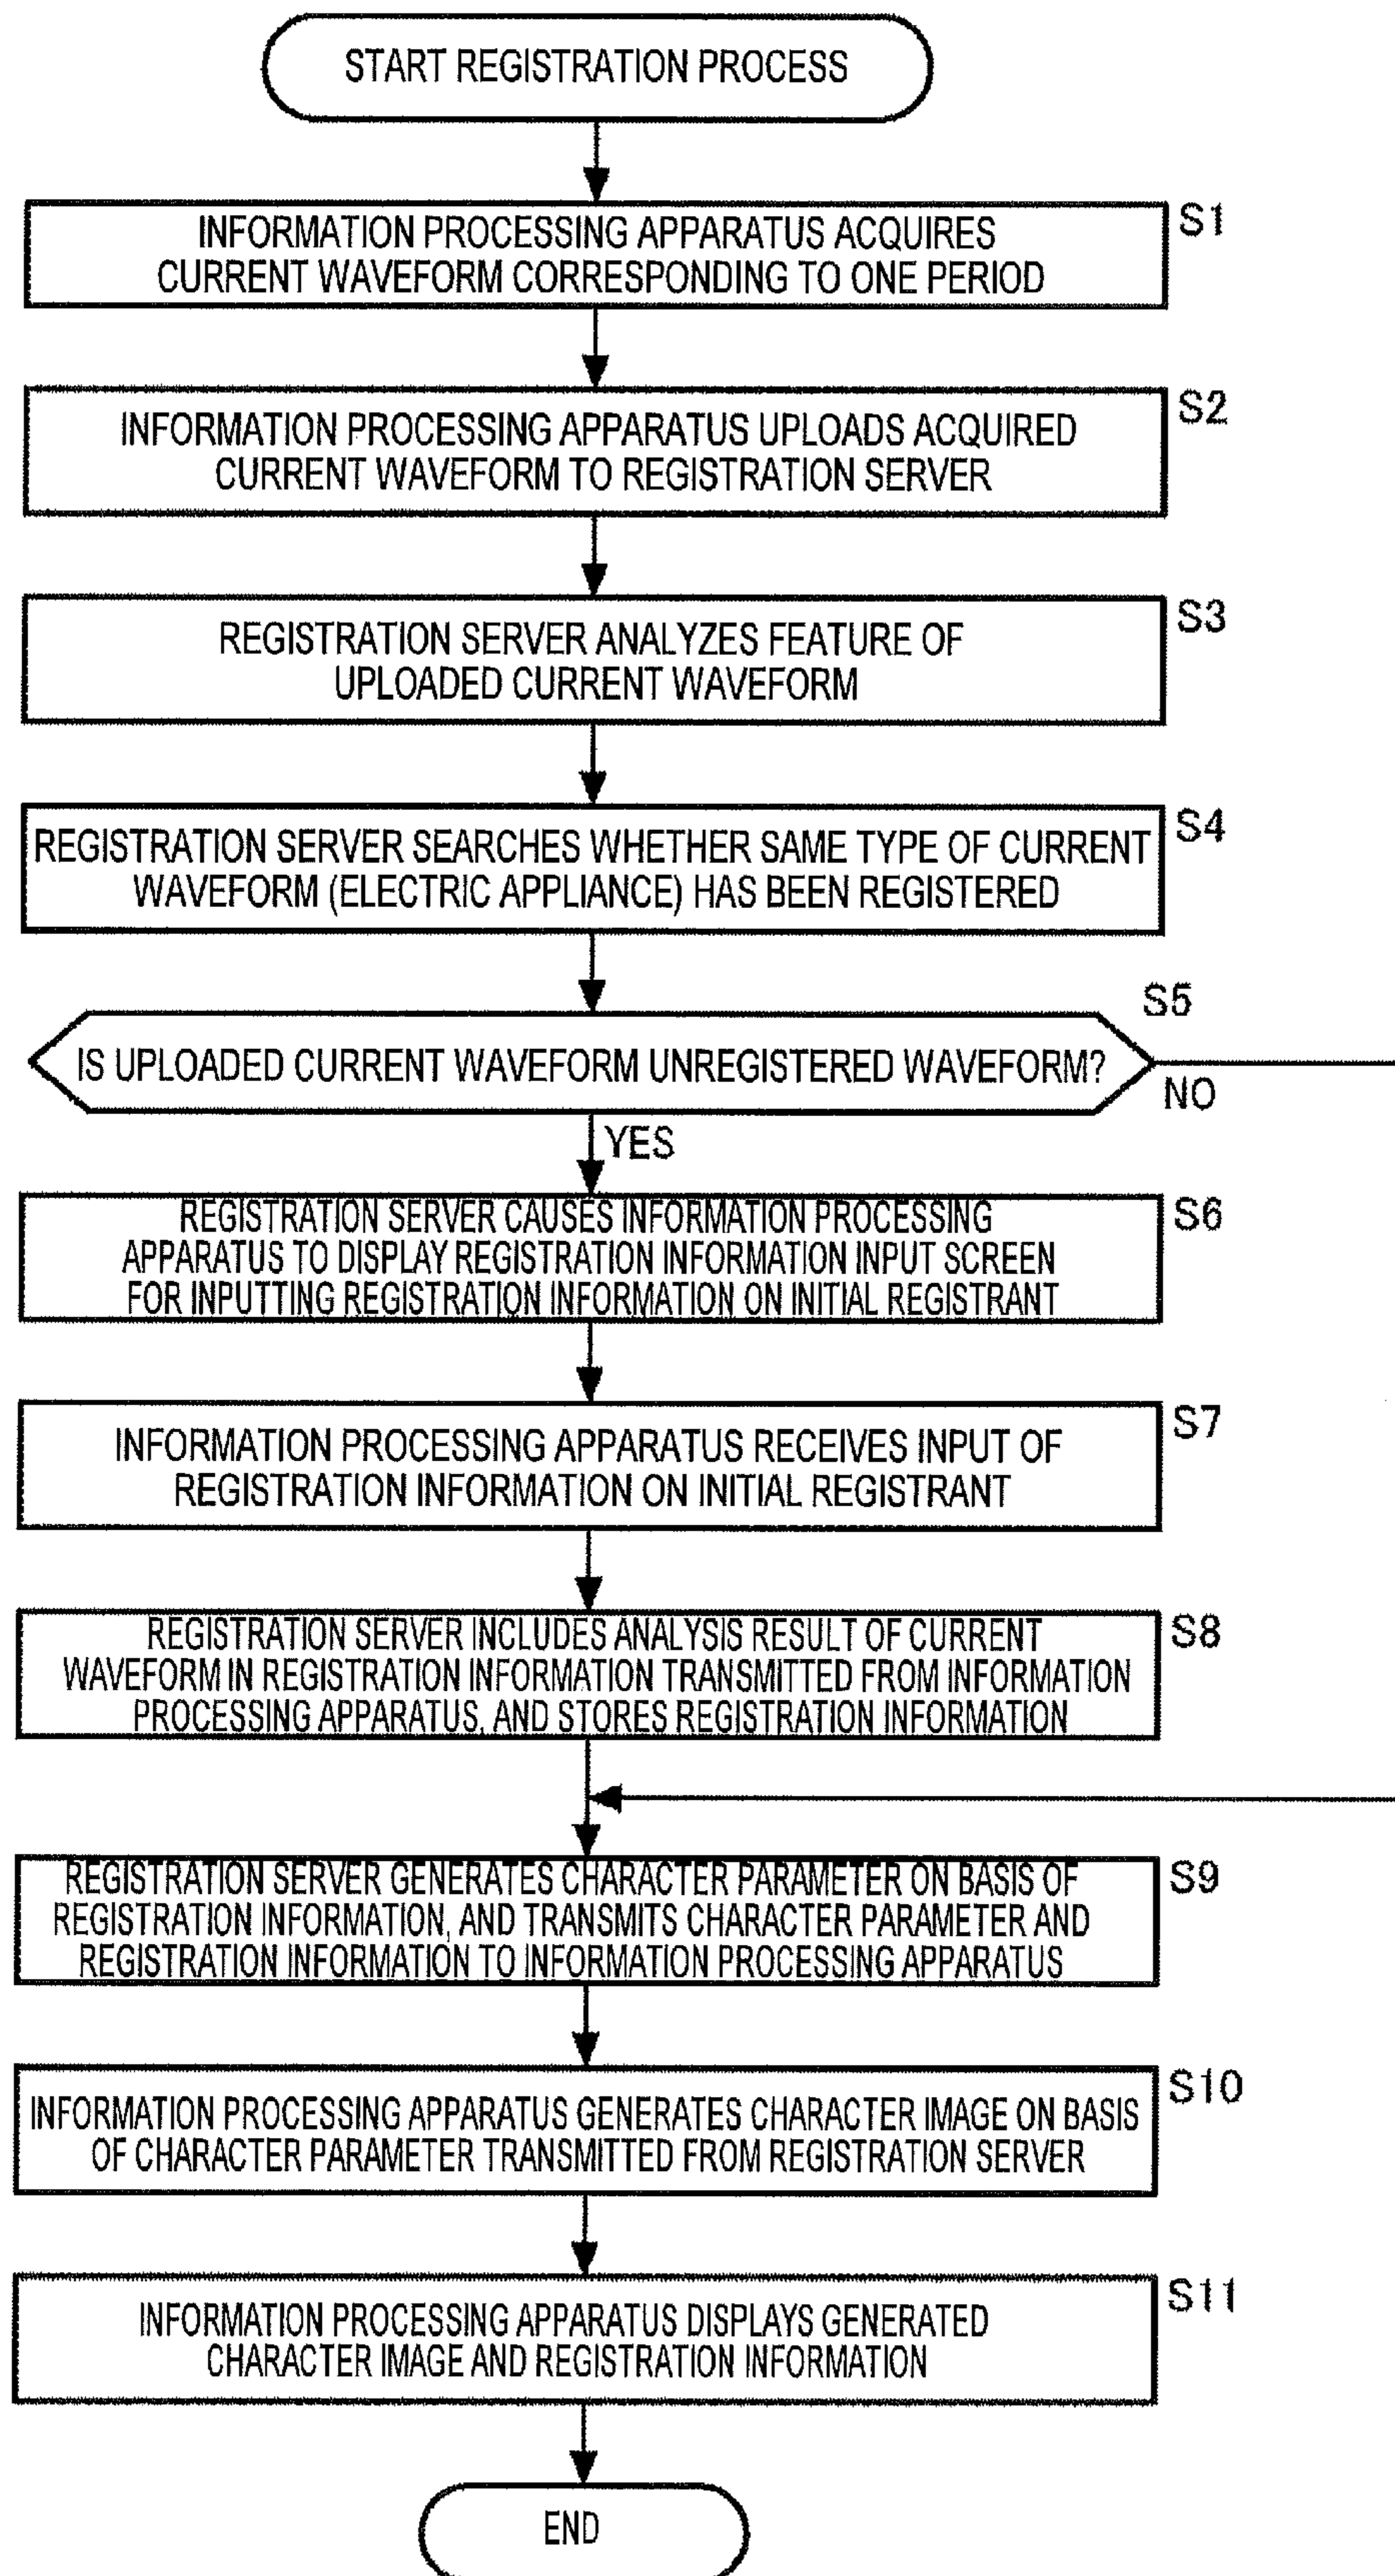 START REGISTRATION PROCESS
INFORMATION PROCESSING APPARATUS ACQUIRES
CURRENT WAVEFORM CORRESPONDING TO ONE PERIOD
S1
INFORMATION PROCESSING APPARATUS UPLOADS ACQUIRED
CURRENT WAVEFORM TO REGISTRATION SERVER
S2
REGISTRATION SERVER ANALYZES FEATURE OF
UPLOADED CURRENT WAVEFORM
S3
REGISTRATION SERVER SEARCHES WHETHER SAME TYPE OF CURRENT
WAVEFORM (ELECTRIC APPLIANCE) HAS BEEN REGISTERED
S4
IS UPLOADED CURRENT WAVEFORM UNREGISTERED WAVEFORM?
S5
NO
YES
REGISTRATION SERVER CAUSES INFORMATION PROCESSING
APPARATUS TO DISPLAY REGISTRATION INFORMATION INPUT SCREEN
FOR INPUTTING REGISTRATION INFORMATION ON INITIAL REGISTRANT
S6
INFORMATION PROCESSING APPARATUS RECEIVES INPUT OF
REGISTRATION INFORMATION ON INITIAL REGISTRANT
S7
REGISTRATION SERVER INCLUDES ANALYSIS RESULT OF CURRENT
WAVEFORM IN REGISTRATION INFORMATION TRANSMITTED FROM INFORMATION
PROCESSING APPARATUS, AND STORES REGISTRATION INFORMATION
S8
REGISTRATION SERVER GENERATES CHARACTER PARAMETER ON BASIS OF
REGISTRATION INFORMATION, AND TRANSMITS CHARACTER PARAMETER AND
REGISTRATION INFORMATION TO INFORMATION PROCESSING APPARATUS
S9
INFORMATION PROCESSING APPARATUS GENERATES CHARACTER IMAGE ON BASIS
OF CHARACTER PARAMETER TRANSMITTED FROM REGISTRATION SERVER
S10
INFORMATION PROCESSING APPARATUS DISPLAYS GENERATED
CHARACTER IMAGE AND REGISTRATION INFORMATION
S11
END